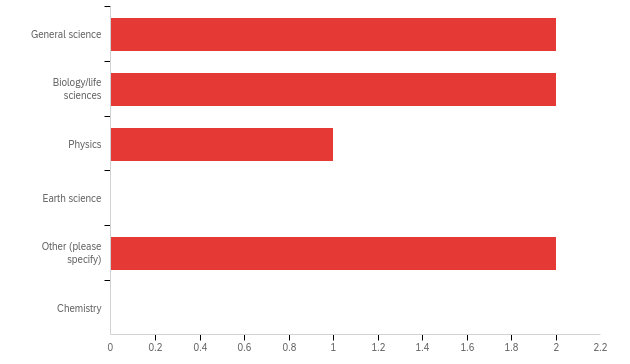 General science
Biology/life
sciences
Physics
Earth science
Other (please
specify)
Chemistry
0 0.2 0.4 0.6 0.8 1 1.2 1.4 1.6 1.8 2 2.2